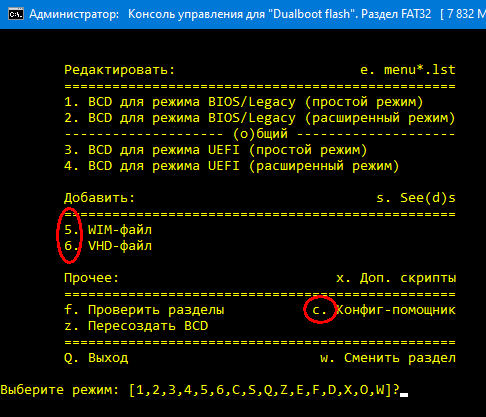 Администратор: Консоль управления для "Dualboot flash". Раздел FAT32 [ 7 832 M
Редактировать: e. menu*.lst
=================================================
1. BCD для режима BIOS/Legacy (простой режим)
2. BCD для режима BIOS/Legacy (расширенный режим)
-------------------- (о)бщий --------------------
3. BCD для режима UEFI (простой режим)
4. BCD для режима UEFI (расширенный режим)
Добавить: s. See(d)s
=================================================
5. WIM-файл
6. VHD-файл
Прочее: x. Доп. скрипты
=================================================
f. Проверить разделы c. Конфиг-помощник
z. Пересоздать BCD
=================================================
Q. Выход w. Сменить раздел
Выберите режим: [1,2,3,4,5,6,C,S,Q,Z,E,F,D,X,O,W]?